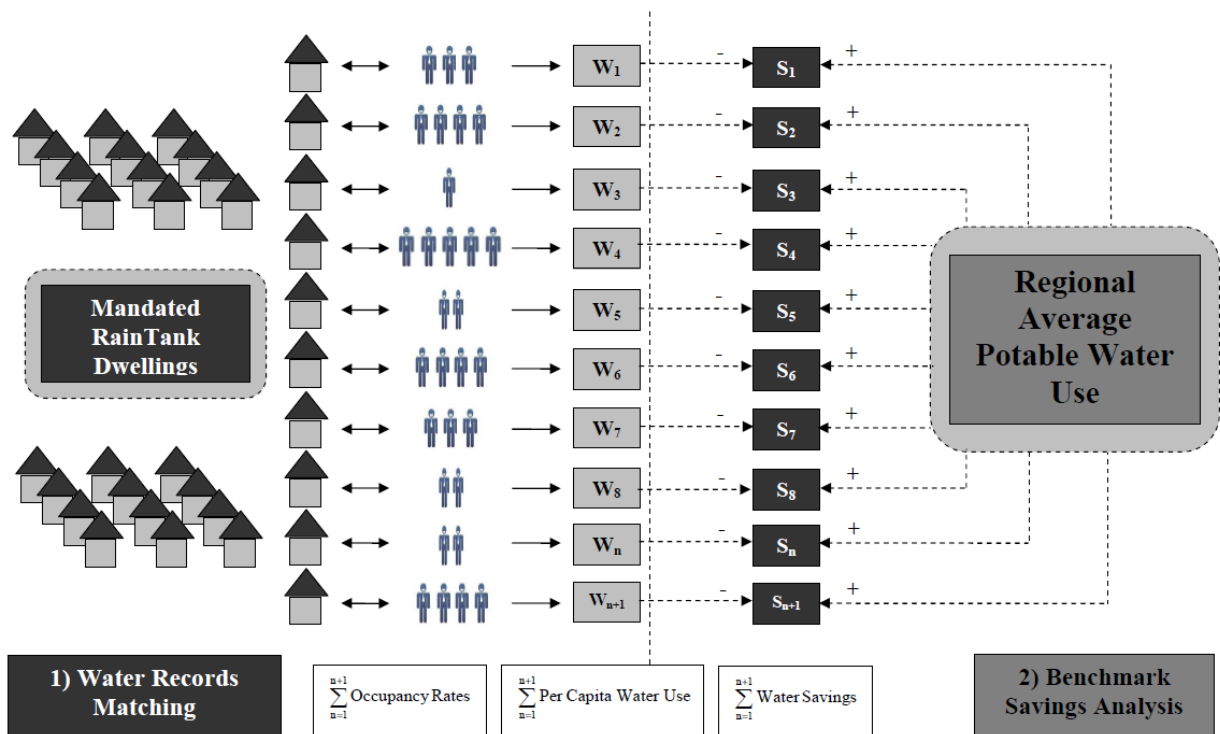 W₁ - S₁ +
W₂ - S₂ +
W₃ - S₃ +
W₄ - S₄ +
Mandated
RainTank
Dwellings
W₅ - S₅ +
W₆ - S₆ +
W₇ - S₇ +
W₈ - S₈ +
Wₙ - Sₙ +
Wₙ₊₁ - Sₙ₊₁ +
Regional
Average
Potable Water
Use
1) Water Records
Matching
n+1
∑ Occupancy Rates
n=1
n+1
∑ Per Capita Water Use
n=1
n+1
∑ Water Savings
n=1
2) Benchmark
Savings Analysis